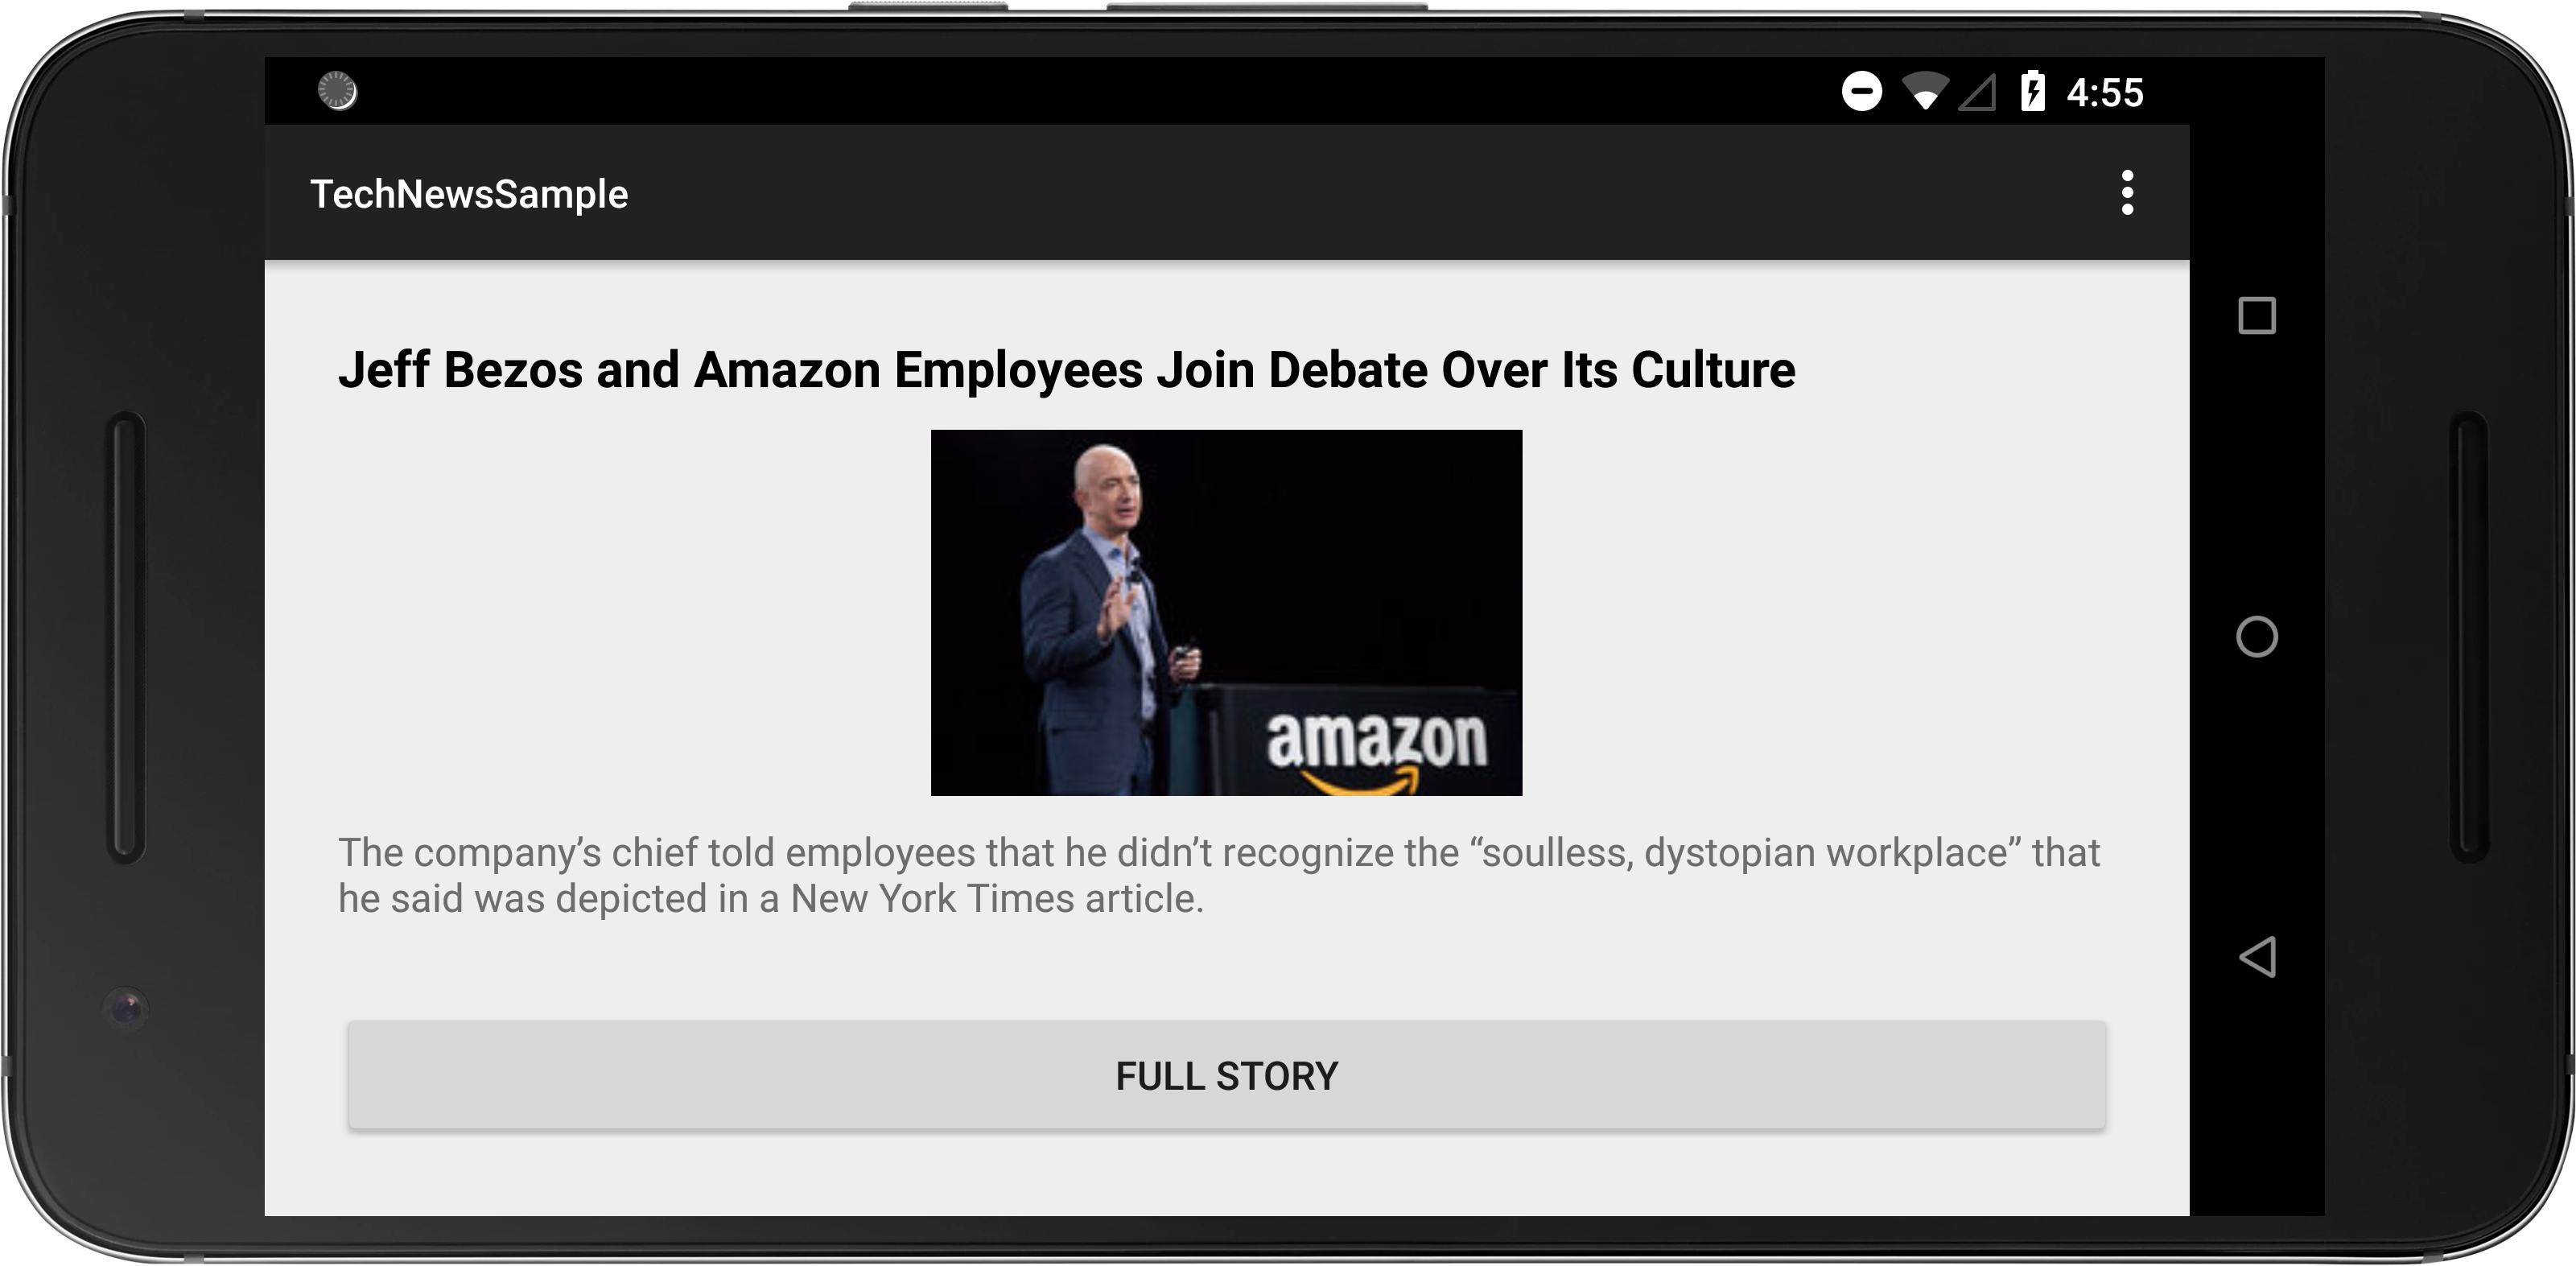 4:55
TechNewsSample
Jeff Bezos and Amazon Employees Join Debate Over Its Culture
amazon
The company’s chief told employees that he didn’t recognize the “soulless, dystopian workplace” that
he said was depicted in a New York Times article.
FULL STORY